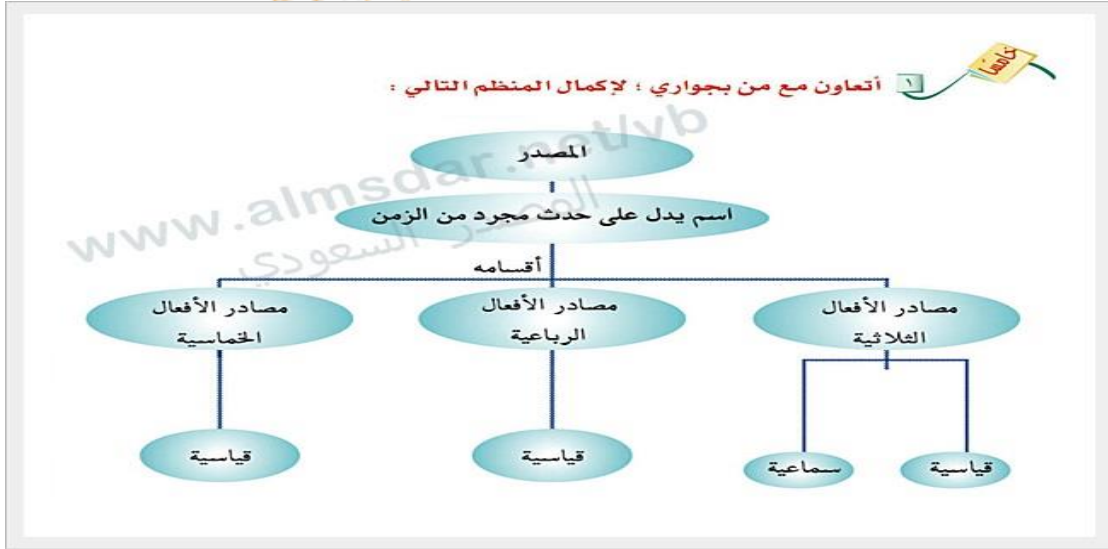 خامسًا
١ أتعاون مع من بجواري ؛ لإكمال المنظم التالي :
المصدر
اسم يدل على حدث مجرد من الزمن
أقسامه
مصادر الأفعال الثلاثية
مصادر الأفعال الرباعية
مصادر الأفعال الخماسية
قياسية
سماعية
قياسية
قياسية
www.almsdar.net/vb
المصدر السعودي